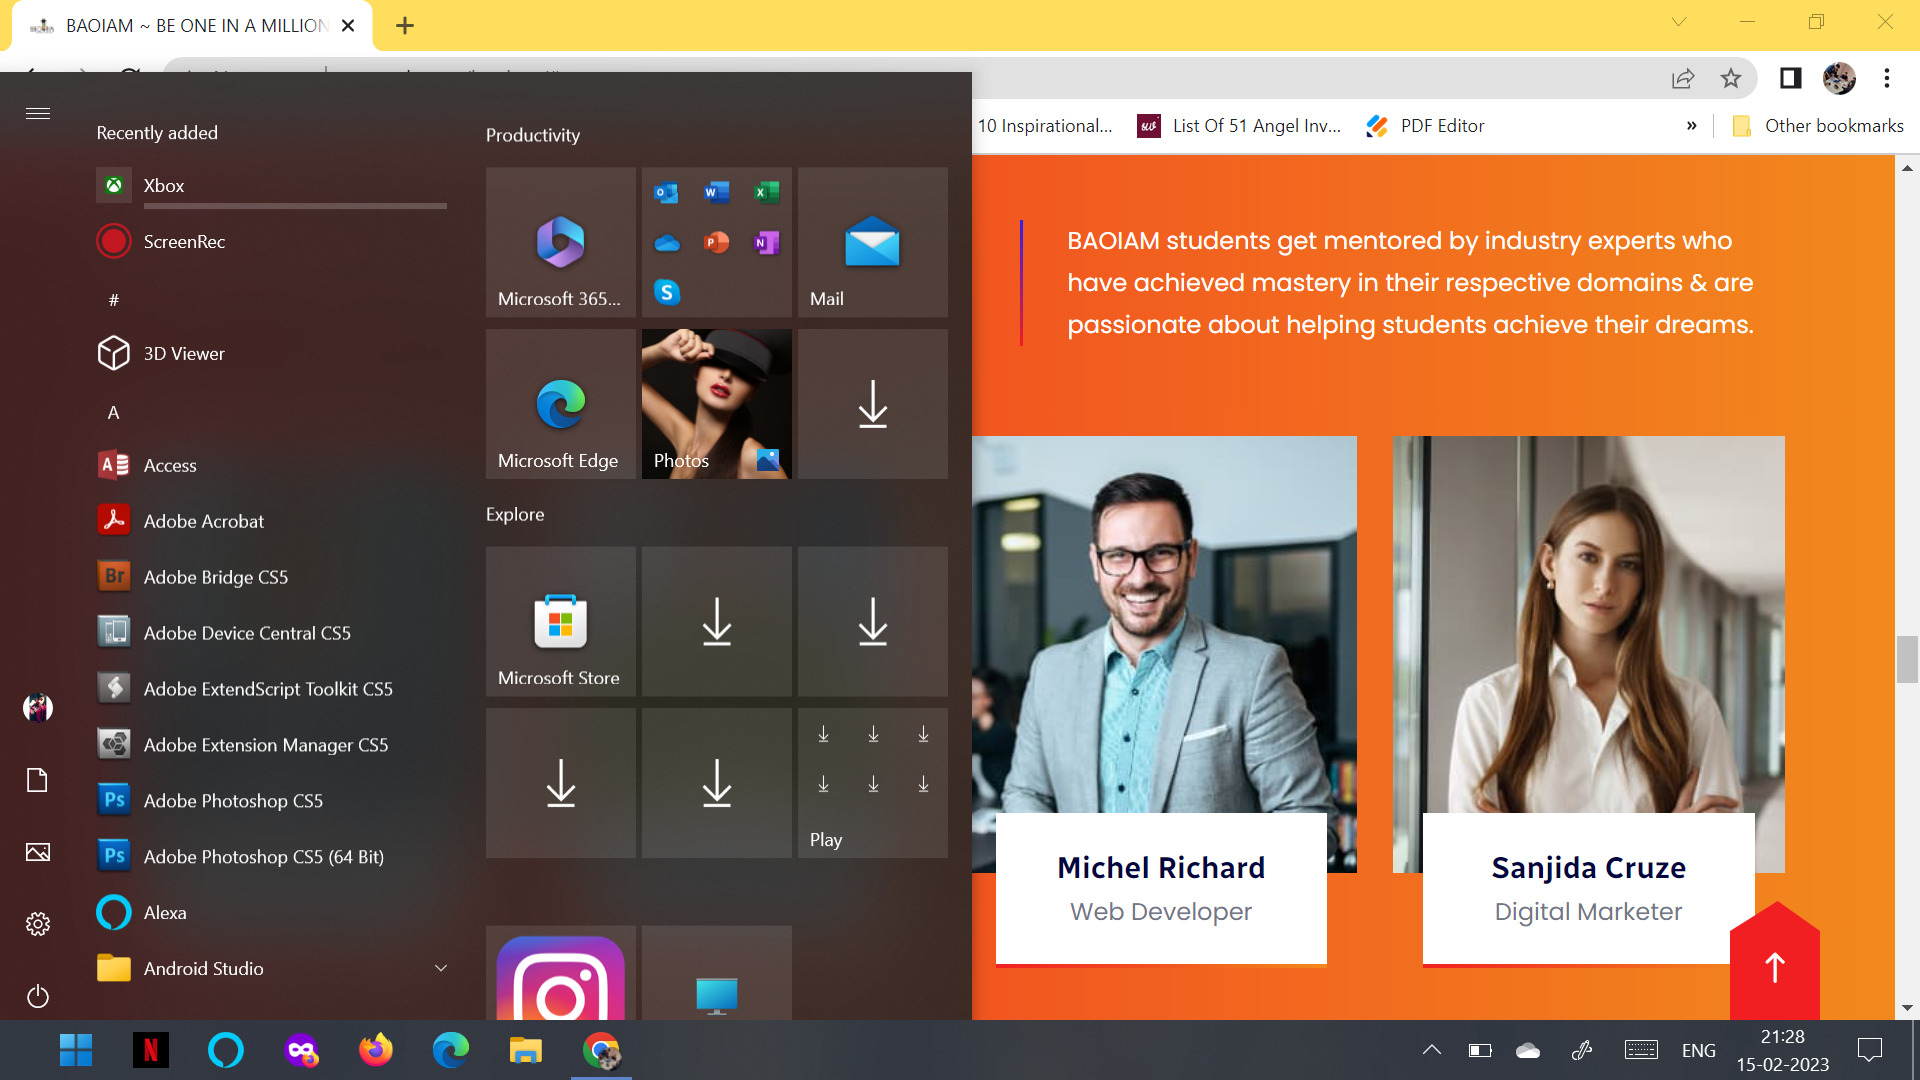 BAOIAM ~ BE ONE IN A MILLION
10 Inspirational...
List Of 51 Angel Inv...
PDF Editor
»
Other bookmarks
Recently added
Xbox
ScreenRec
#
3D Viewer
A
Access
Adobe Acrobat
Br
Adobe Bridge CS5
Adobe Device Central CS5
Adobe ExtendScript Toolkit CS5
Adobe Extension Manager CS5
Ps
Adobe Photoshop CS5
Ps
Adobe Photoshop CS5 (64 Bit)
Alexa
Android Studio
Productivity
Microsoft 365...
Mail
Microsoft Edge
Photos
Explore
Microsoft Store
Play
BAOIAM students get mentored by industry experts who
have achieved mastery in their respective domains & are
passionate about helping students achieve their dreams.
Michel Richard
Web Developer
Sanjida Cruze
Digital Marketer
ENG
21:28
15-02-2023